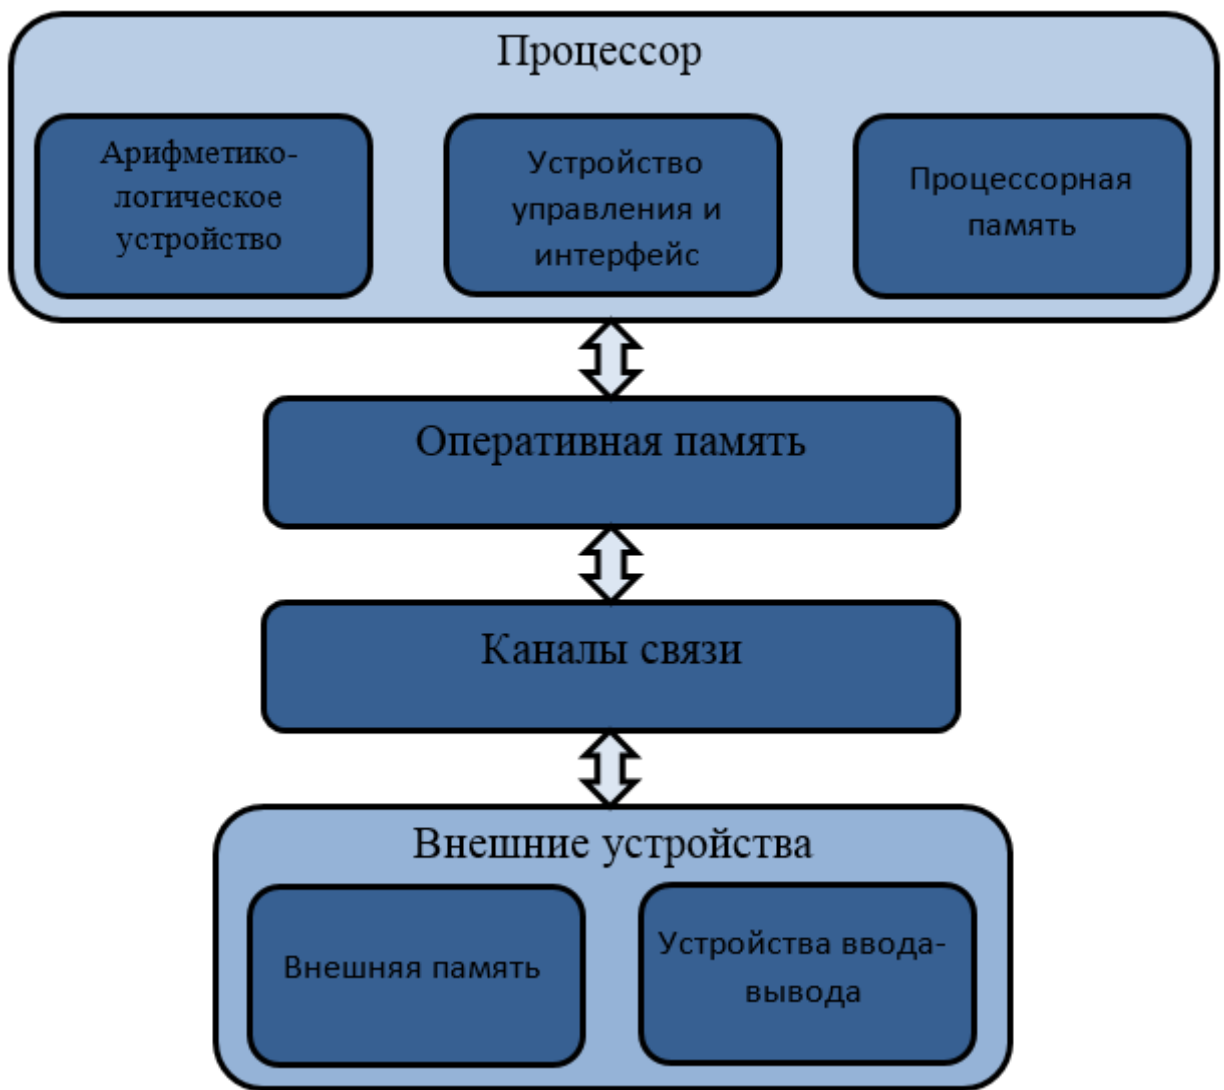 Процессор
Арифметико-
логическое
устройство
Устройство
управления и
интерфейс
Процессорная
память
Оперативная память
Каналы связи
Внешние устройства
Внешняя память
Устройства ввода-
вывода